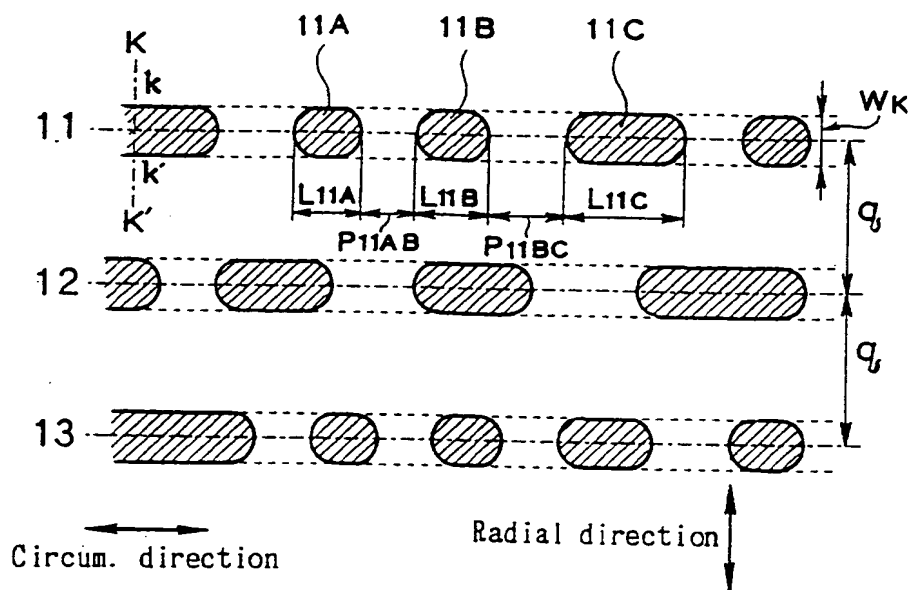 11A 11B 11C
K
k
WK
11
k'
K'
L11A L11B L11C
P11AB P11BC
q
12
q
13
Circum. direction
Radial direction